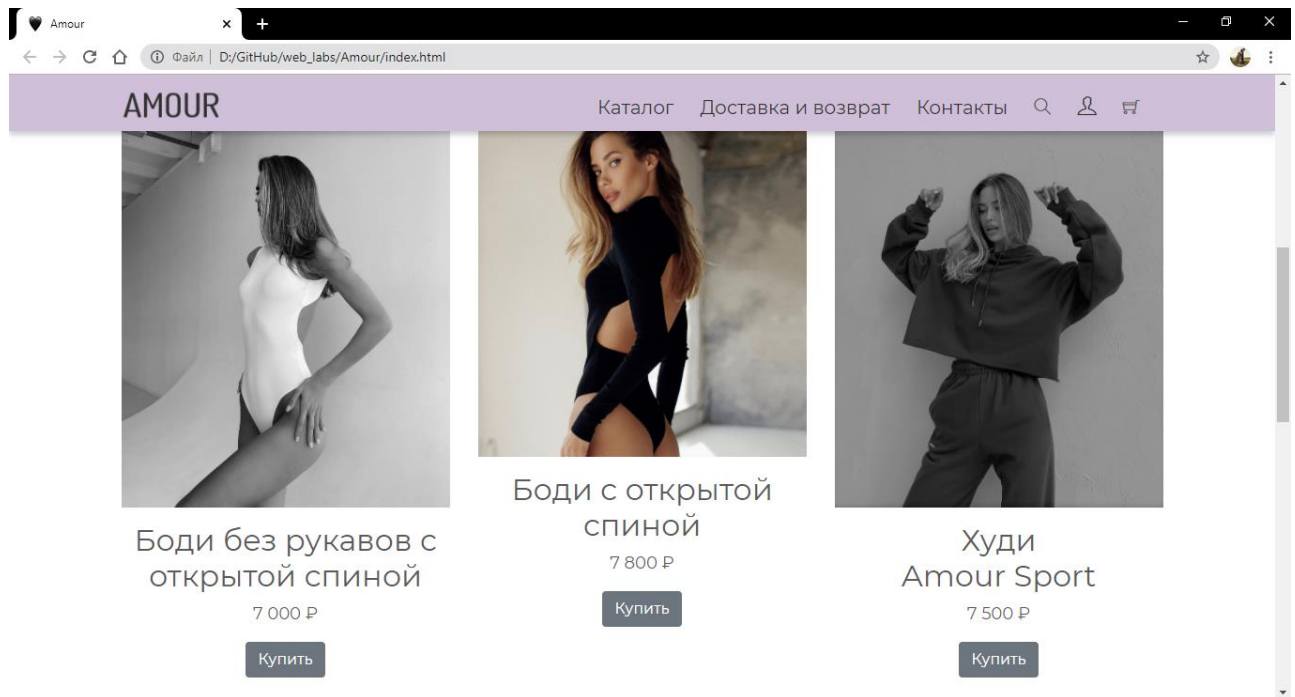 Amour
Файл | D:/GitHub/web_labs/Amour/index.html
AMOUR
Каталог Доставка и возврат Контакты
Боди без рукавов с
открытой спиной
7 000 ₽
Купить
Боди с открытой
спиной
7 800 ₽
Купить
Худи
Amour Sport
7 500 ₽
Купить